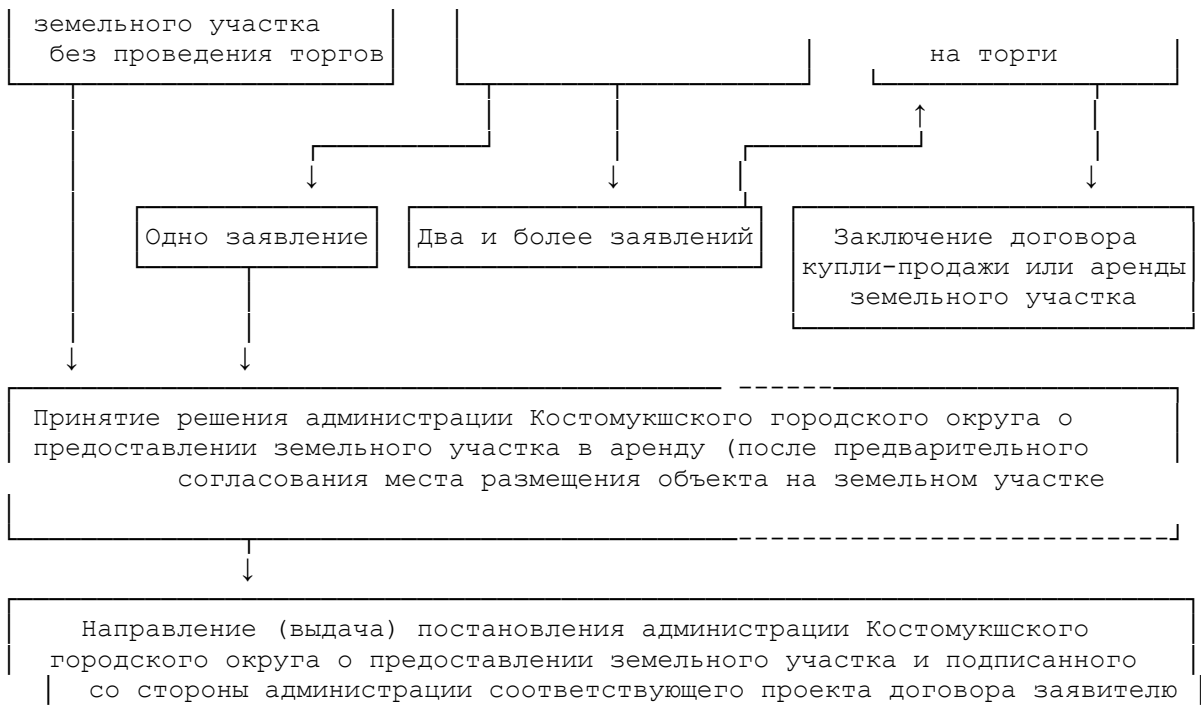 земельного участка
без проведения торгов
на торги
Одно заявление
Два и более заявлений
Заключение договора
купли-продажи или аренды
земельного участка
Принятие решения администрации Костомукшского городского округа о
предоставлении земельного участка в аренду (после предварительного
согласования места размещения объекта на земельном участке
Направление (выдача) постановления администрации Костомукшского
городского округа о предоставлении земельного участка и подписанного
со стороны администрации соответствующего проекта договора заявителю